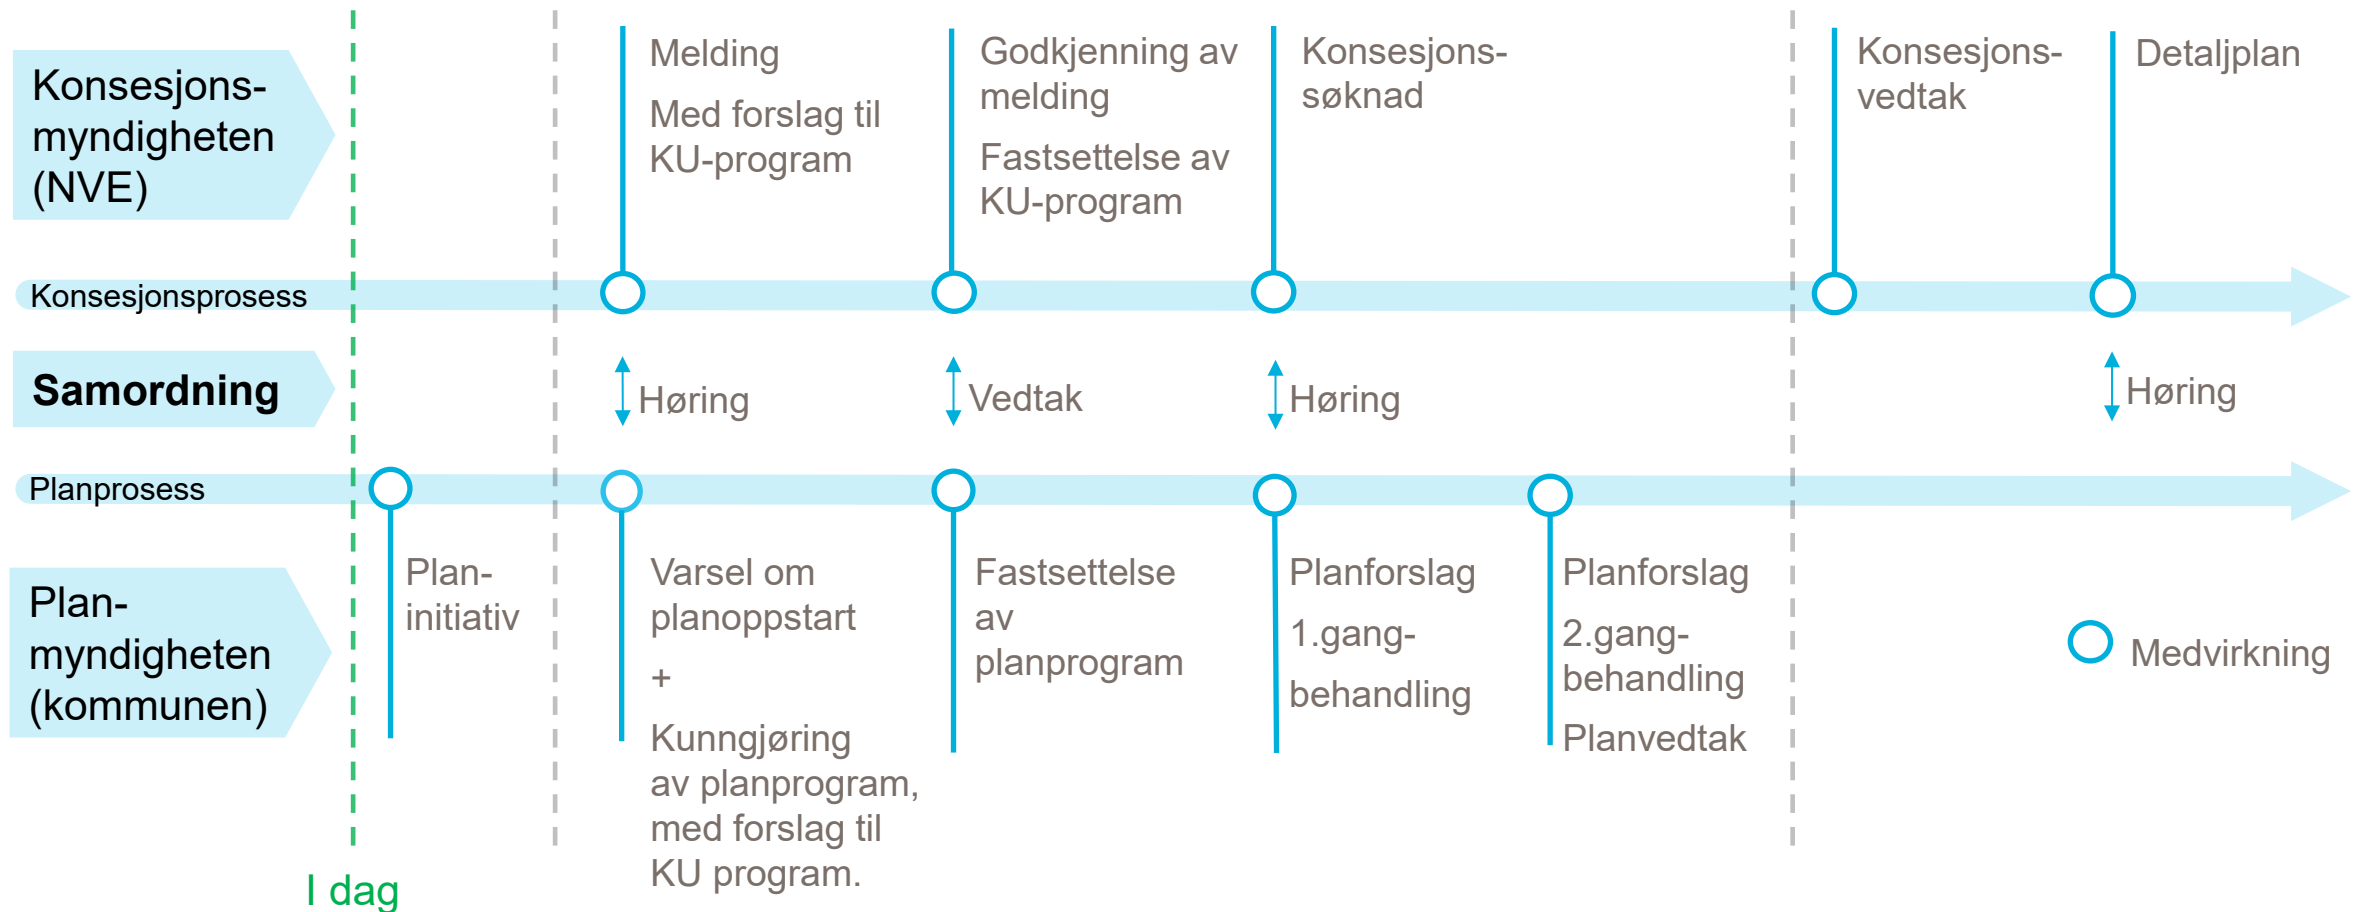 Konsesjons-
myndigheten
(NVE)
Melding
Med forslag til
KU-program
Godkjenning av
melding
Fastsettelse av
KU-program
Konsesjons-
søknad
Konsesjons-
vedtak
Detaljplan
Konsesjonsprosess
Samordning
Høring
Vedtak
Høring
Høring
Planprosess
Plan-
myndigheten
(kommunen)
Plan-
initiativ
Varsel om
planoppstart
+
Kunngjøring
av planprogram,
med forslag til
KU program.
Fastsettelse
av
planprogram
Planforslag
1.gang-
behandling
Planforslag
2.gang-
behandling
Planvedtak
Medvirkning
I dag